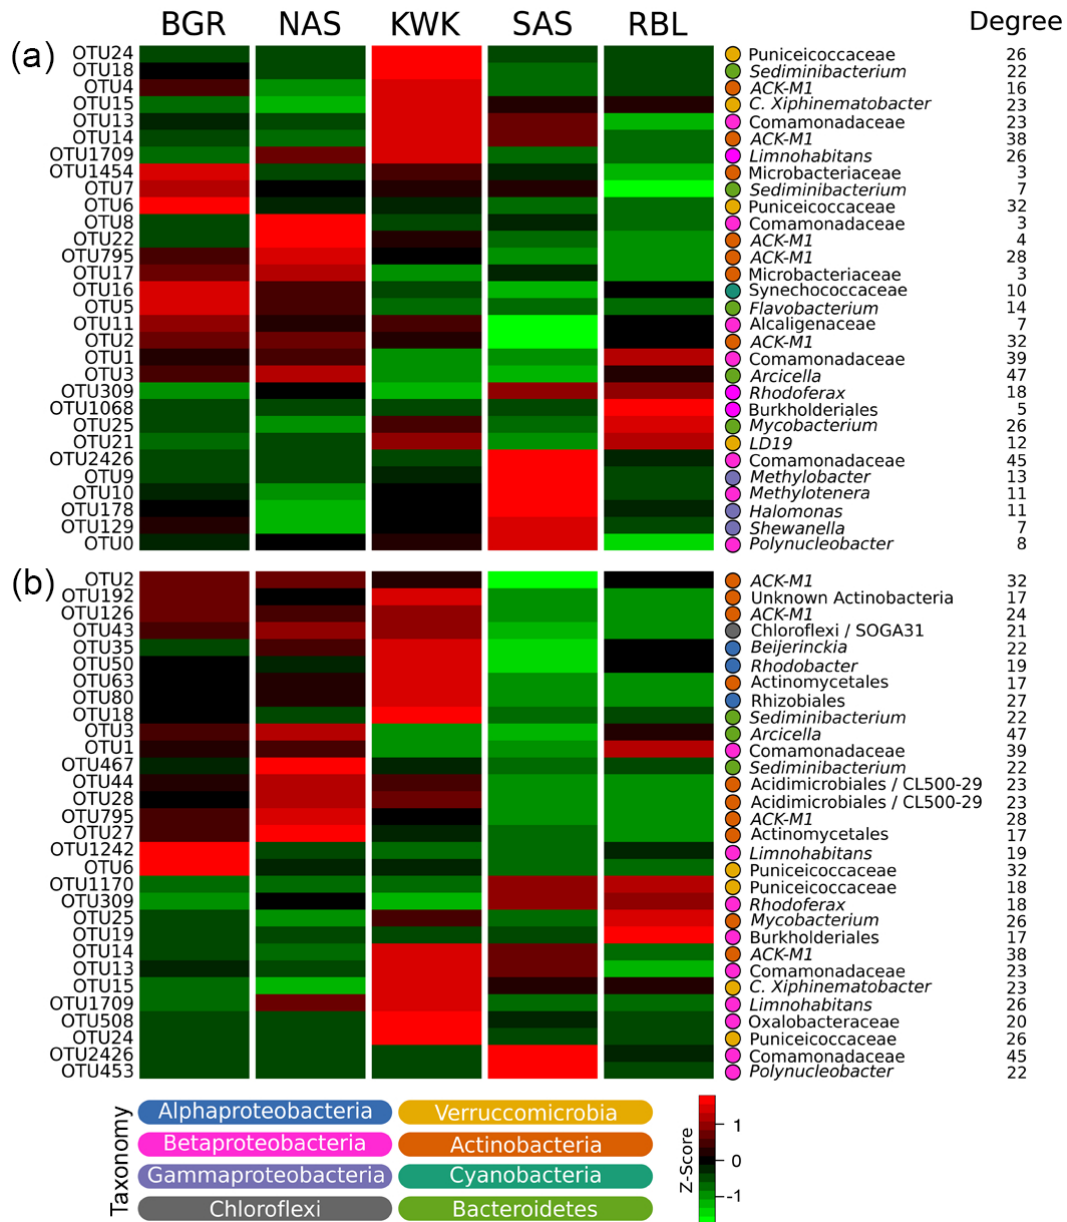 BGR NAS KWK SAS RBL Degree
(a)
OTU24 Puniceicoccaceae 26
OTU18 Sediminibacterium 22
OTU4 ACK-M1 16
OTU15 C. Xiphinematobacter 23
OTU13 Comamonadaceae 23
OTU14 ACK-M1 38
OTU1709 Limnohabitans 26
OTU1454 Microbacteriaceae 3
OTU7 Sediminibacterium 7
OTU6 Puniceicoccaceae 32
OTU8 Comamonadaceae 3
OTU22 ACK-M1 4
OTU795 ACK-M1 28
OTU17 Microbacteriaceae 3
OTU16 Synechococcaceae 10
OTU5 Flavobacterium 14
OTU11 Alcaligenaceae 7
OTU2 ACK-M1 32
OTU1 Comamonadaceae 39
OTU3 Arcicella 47
OTU309 Rhodoferax 18
OTU1068 Burkholderiales 5
OTU25 Mycobacterium 26
OTU21 LD19 12
OTU2426 Comamonadaceae 45
OTU9 Methylobacter 13
OTU10 Methylotenera 11
OTU178 Halomonas 11
OTU129 Shewanella 7
OTU0 Polynucleobacter 8
(b)
OTU2 ACK-M1 32
OTU192 Unknown Actinobacteria 17
OTU126 ACK-M1 24
OTU43 Chloroflexi / SOGA31 21
OTU35 Beijerinckia 22
OTU50 Rhodobacter 19
OTU63 Actinomycetales 17
OTU80 Rhizobiales 27
OTU18 Sediminibacterium 22
OTU3 Arcicella 47
OTU1 Comamonadaceae 39
OTU467 Sediminibacterium 22
OTU44 Acidimicrobiales / CL500-29 23
OTU28 Acidimicrobiales / CL500-29 23
OTU795 ACK-M1 28
OTU27 Actinomycetales 17
OTU1242 Limnohabitans 19
OTU6 Puniceicoccaceae 32
OTU1170 Puniceicoccaceae 18
OTU309 Rhodoferax 18
OTU25 Mycobacterium 26
OTU19 Burkholderiales 17
OTU14 ACK-M1 38
OTU13 Comamonadaceae 23
OTU15 C. Xiphinematobacter 23
OTU1709 Limnohabitans 26
OTU508 Oxalobacteraceae 20
OTU24 Puniceicoccaceae 26
OTU2426 Comamonadaceae 45
OTU453 Polynucleobacter 22
Taxonomy
Alphaproteobacteria Verruccomicrobia
Betaproteobacteria Actinobacteria
Gammaproteobacteria Cyanobacteria
Chloroflexi Bacteroidetes
Z-Score
1
0
-1